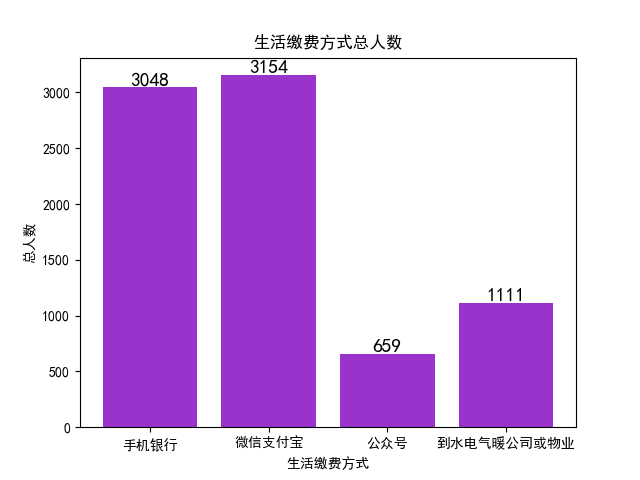 生活缴费方式总人数
3048
3154
659
1111
3000
2500
2000
1500
1000
500
0
总人数
手机银行
微信支付宝
公众号
到水电气暖公司或物业
生活缴费方式